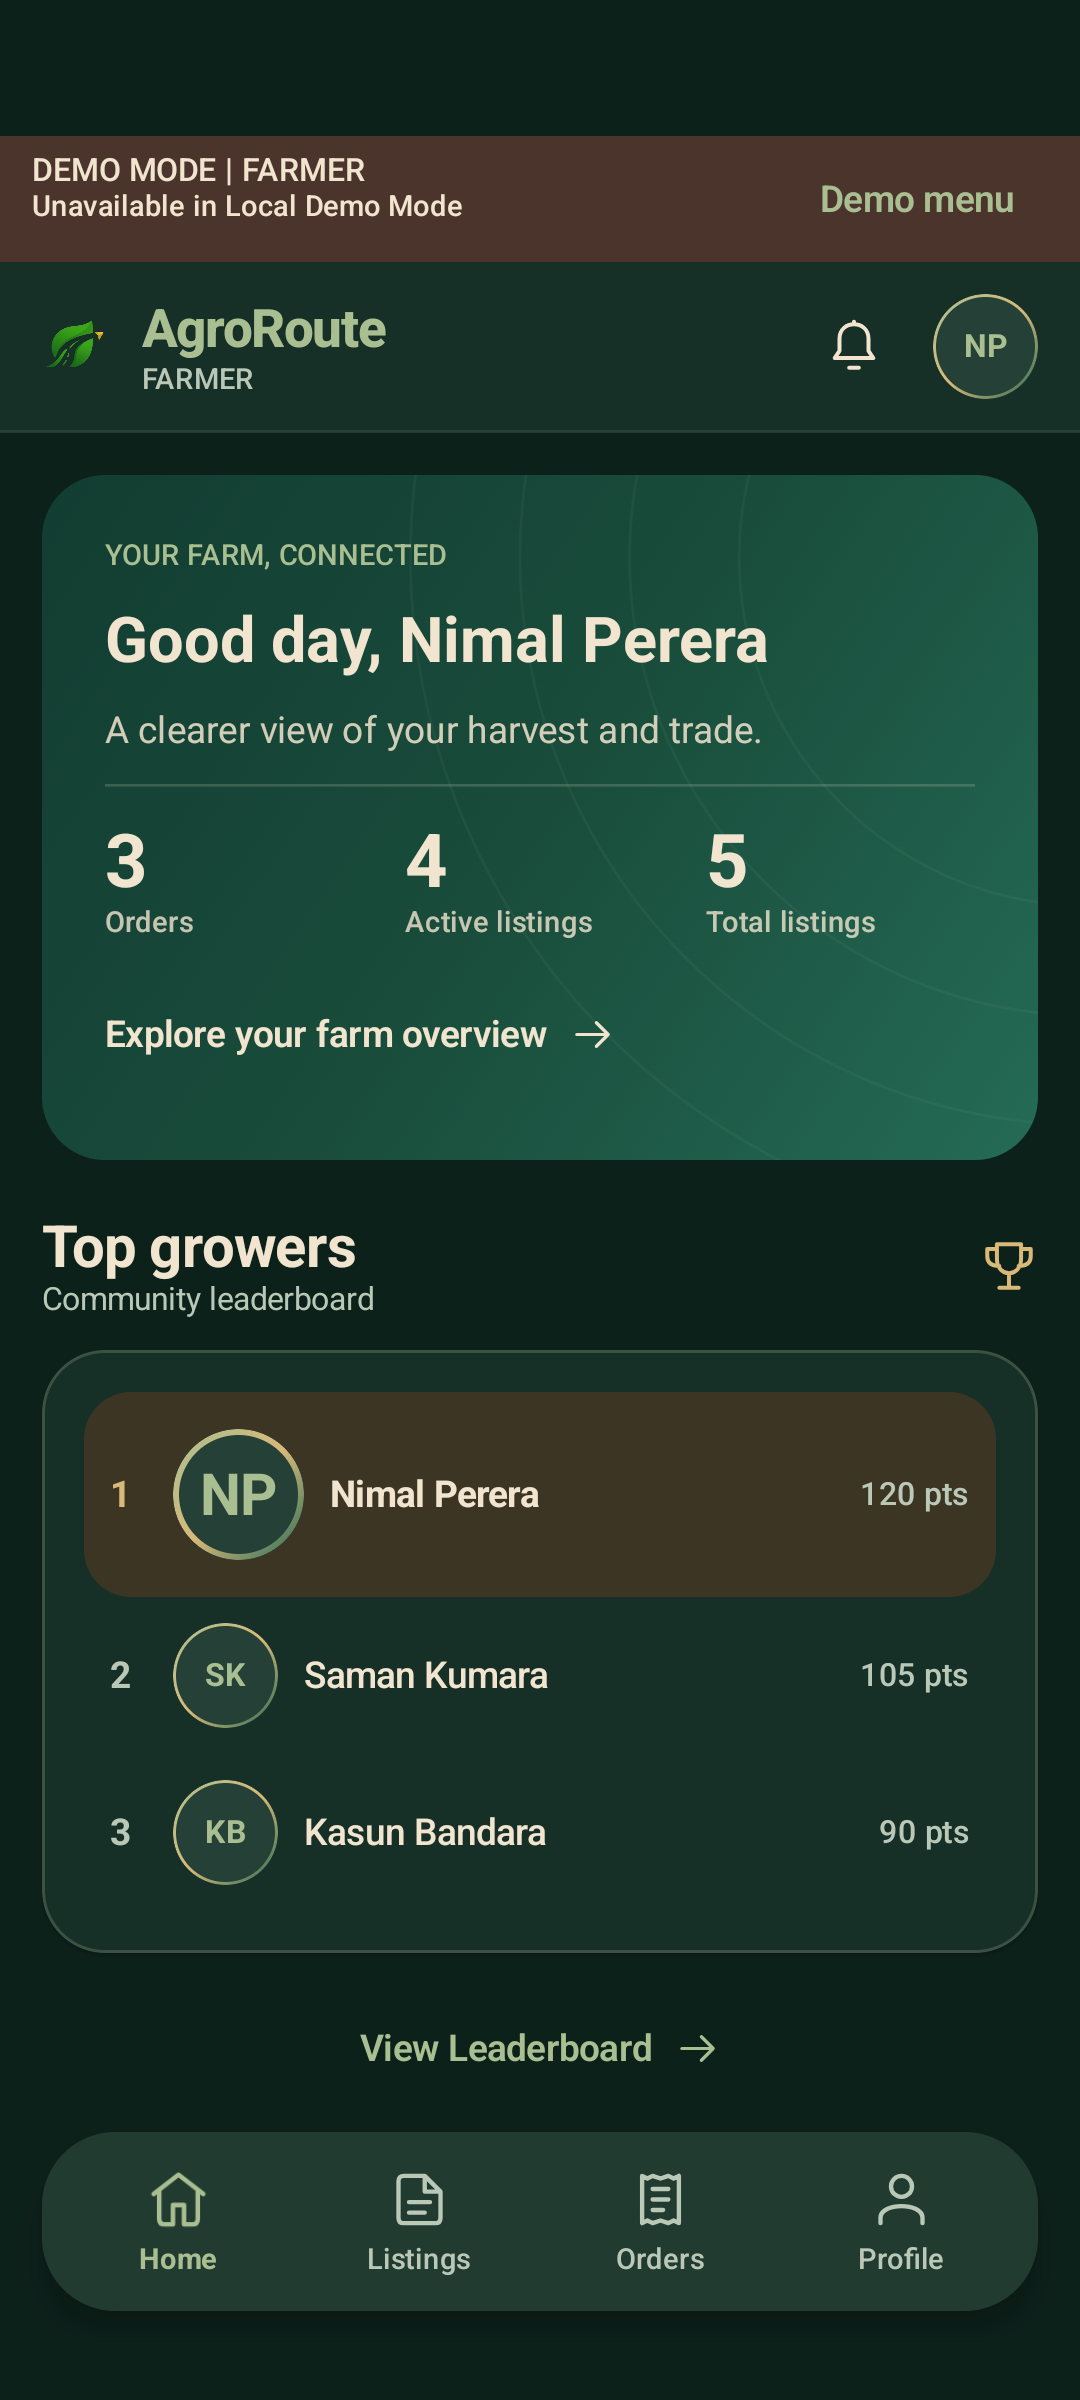 DEMO MODE | FARMER
Unavailable in Local Demo Mode
Demo menu
AgroRoute
FARMER
NP
YOUR FARM, CONNECTED
Good day, Nimal Perera
A clearer view of your harvest and trade.
3
Orders
4
Active listings
5
Total listings
Explore your farm overview
Top growers
Community leaderboard
1 NP Nimal Perera 120 pts
2 SK Saman Kumara 105 pts
3 KB Kasun Bandara 90 pts
View Leaderboard
Home
Listings
Orders
Profile